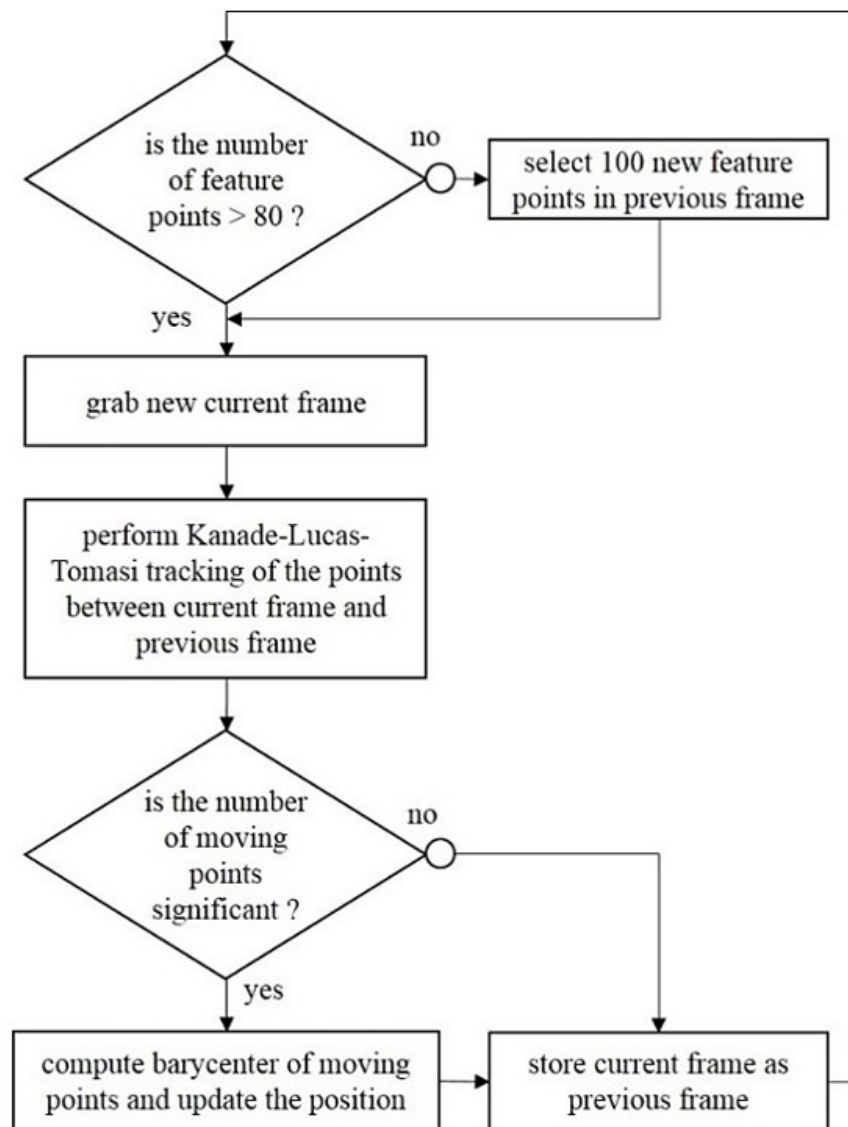 is the number
of feature
points > 80 ?
no
select 100 new feature
points in previous frame
yes
grab new current frame
perform Kanade-Lucas-
Tomasi tracking of the points
between current frame and
previous frame
is the number
of moving
points
significant ?
no
yes
compute barycenter of moving
points and update the position
store current frame as
previous frame